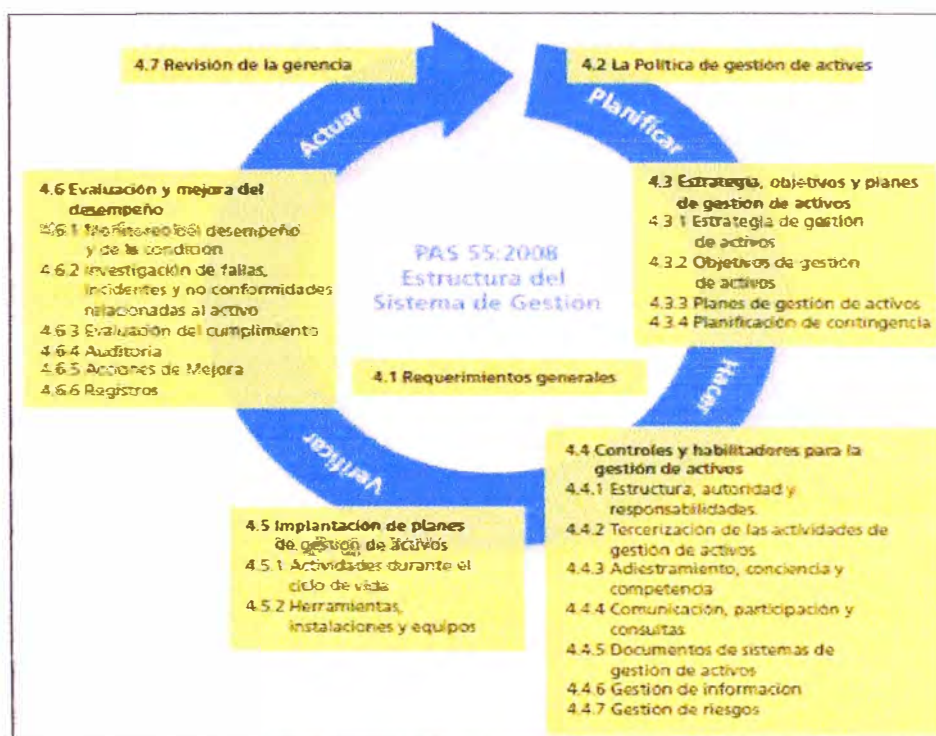 4.7 Revisión de la gerencia
4.2 La Política de gestión de actives
Actuar
Planificar
4.6 Evaluación y mejora del
desempeño
4.6.1 Monitoreo del desempeño
y de la condición
4.6.2 Investigación de fallas,
incidentes y no conformidades
relacionadas al activo
4.6.3 Evaluación del cumplimiento
4.6.4 Auditoria
4.6.5 Acciones de Mejora
4.6.6 Registros
4.3 Estrategia, objetivos y planes
de gestión de activos
4.3.1 Estrategia de gestión
de activos
4.3.2 Objetivos de gestión
de activos
4.3.3 Planes de gestión de activos
4.3.4 Planificación de contingencia
PAS 55:2008
Estructura del
Sistema de Gestión
4.1 Requerimientos generales
Hacer
Verificar
4.5 Implantación de planes
de gestión de activos
4.5.1 Actividades durante el
ciclo de vida
4.5.2 Herramientas,
instalaciones y equipos
4.4 Controles y habilitadores para la
gestión de activos
4.4.1 Estructura, autoridad y
responsabilidades.
4.4.2 Tercerización de las actividades de
gestión de activos
4.4.3 Adiestramiento, conciencia y
competencia
4.4.4 Comunicación, participación y
consultas
4.4.5 Documentos de sistemas de
gestión de activos
4.4.6 Gestión de informacion
4.4.7 Gestión de riesgos